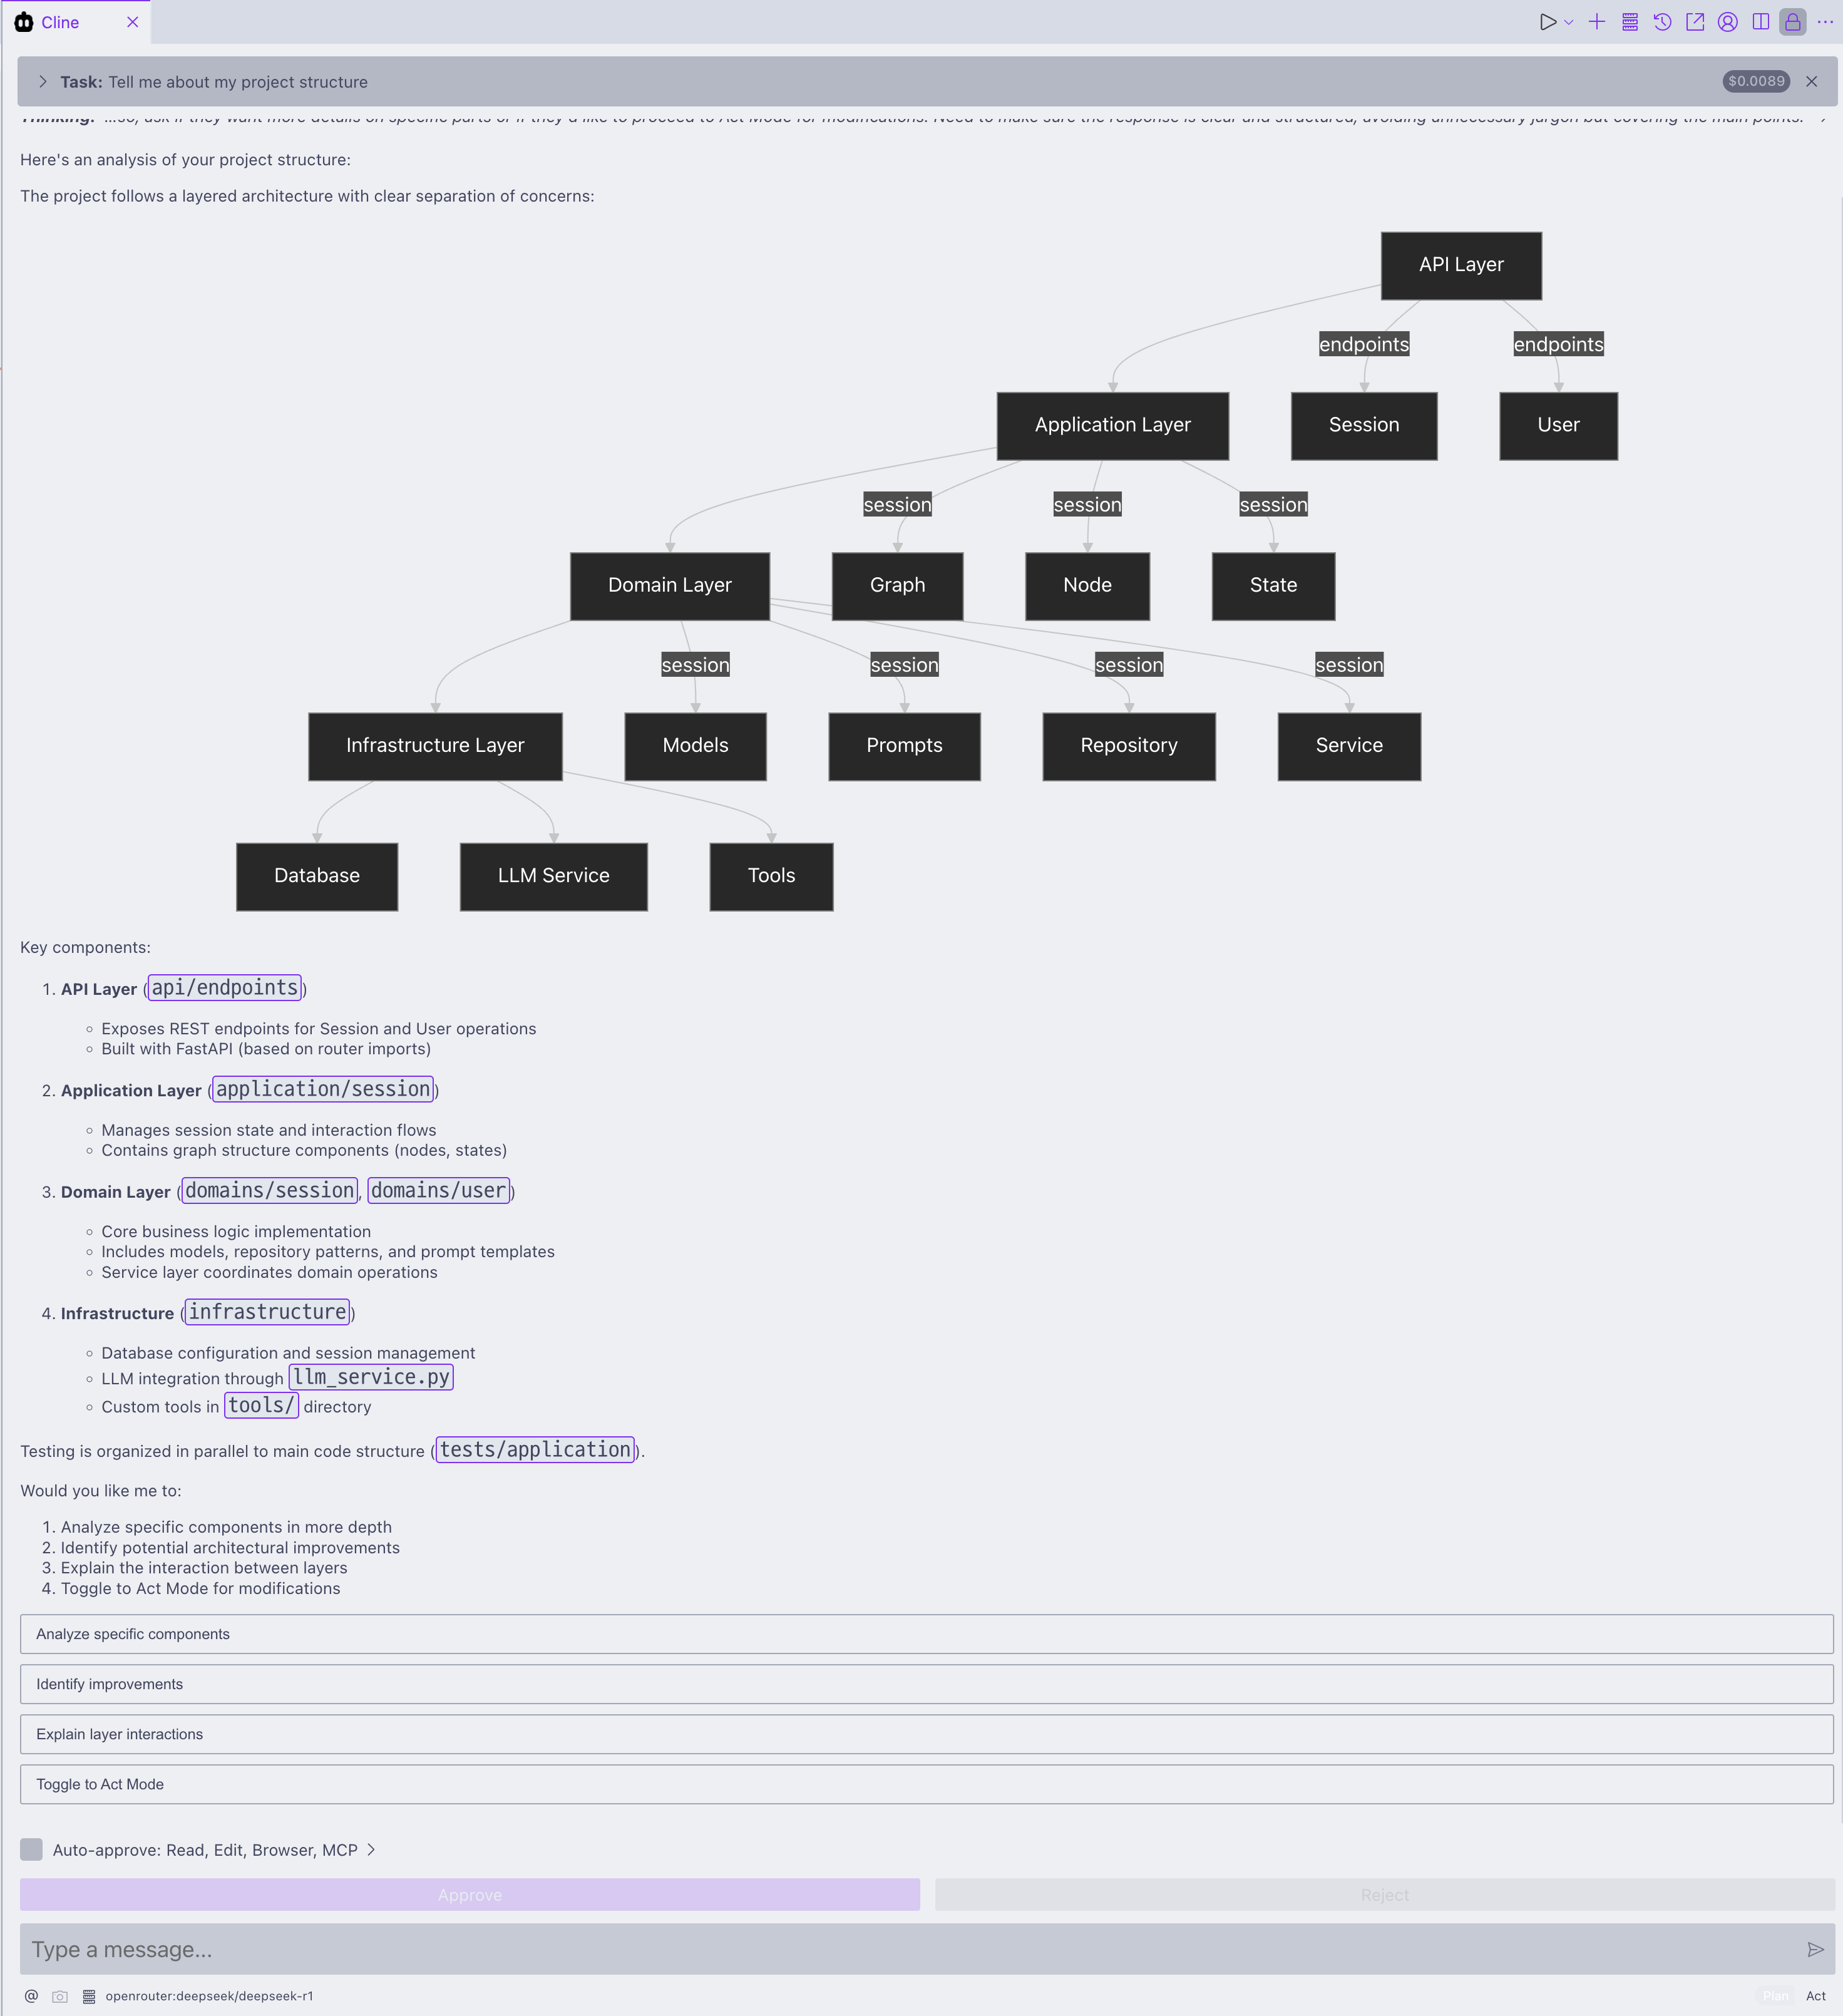 Cline
Task: Tell me about my project structure
$0.0089
Thinking: ...so, ask if they want more details on specific parts or if they'd like to proceed to Act Mode for modifications. Need to make sure the response is clear and structured, avoiding unnecessary jargon but covering the main points.
Here's an analysis of your project structure:
The project follows a layered architecture with clear separation of concerns:
API Layer
endpoints endpoints
Application Layer Session User
session session session
Domain Layer Graph Node State
session session session session
Infrastructure Layer Models Prompts Repository Service
Database LLM Service Tools
Key components:
1. API Layer (api/endpoints)
Exposes REST endpoints for Session and User operations
Built with FastAPI (based on router imports)
2. Application Layer (application/session)
Manages session state and interaction flows
Contains graph structure components (nodes, states)
3. Domain Layer (domains/session, domains/user)
Core business logic implementation
Includes models, repository patterns, and prompt templates
Service layer coordinates domain operations
4. Infrastructure (infrastructure)
Database configuration and session management
LLM integration through llm_service.py
Custom tools in tools/ directory
Testing is organized in parallel to main code structure (tests/application).
Would you like me to:
1. Analyze specific components in more depth
2. Identify potential architectural improvements
3. Explain the interaction between layers
4. Toggle to Act Mode for modifications
Analyze specific components
Identify improvements
Explain layer interactions
Toggle to Act Mode
Auto-approve: Read, Edit, Browser, MCP
Approve Reject
Type a message...
@ openrouter:deepseek/deepseek-r1 Plan Act